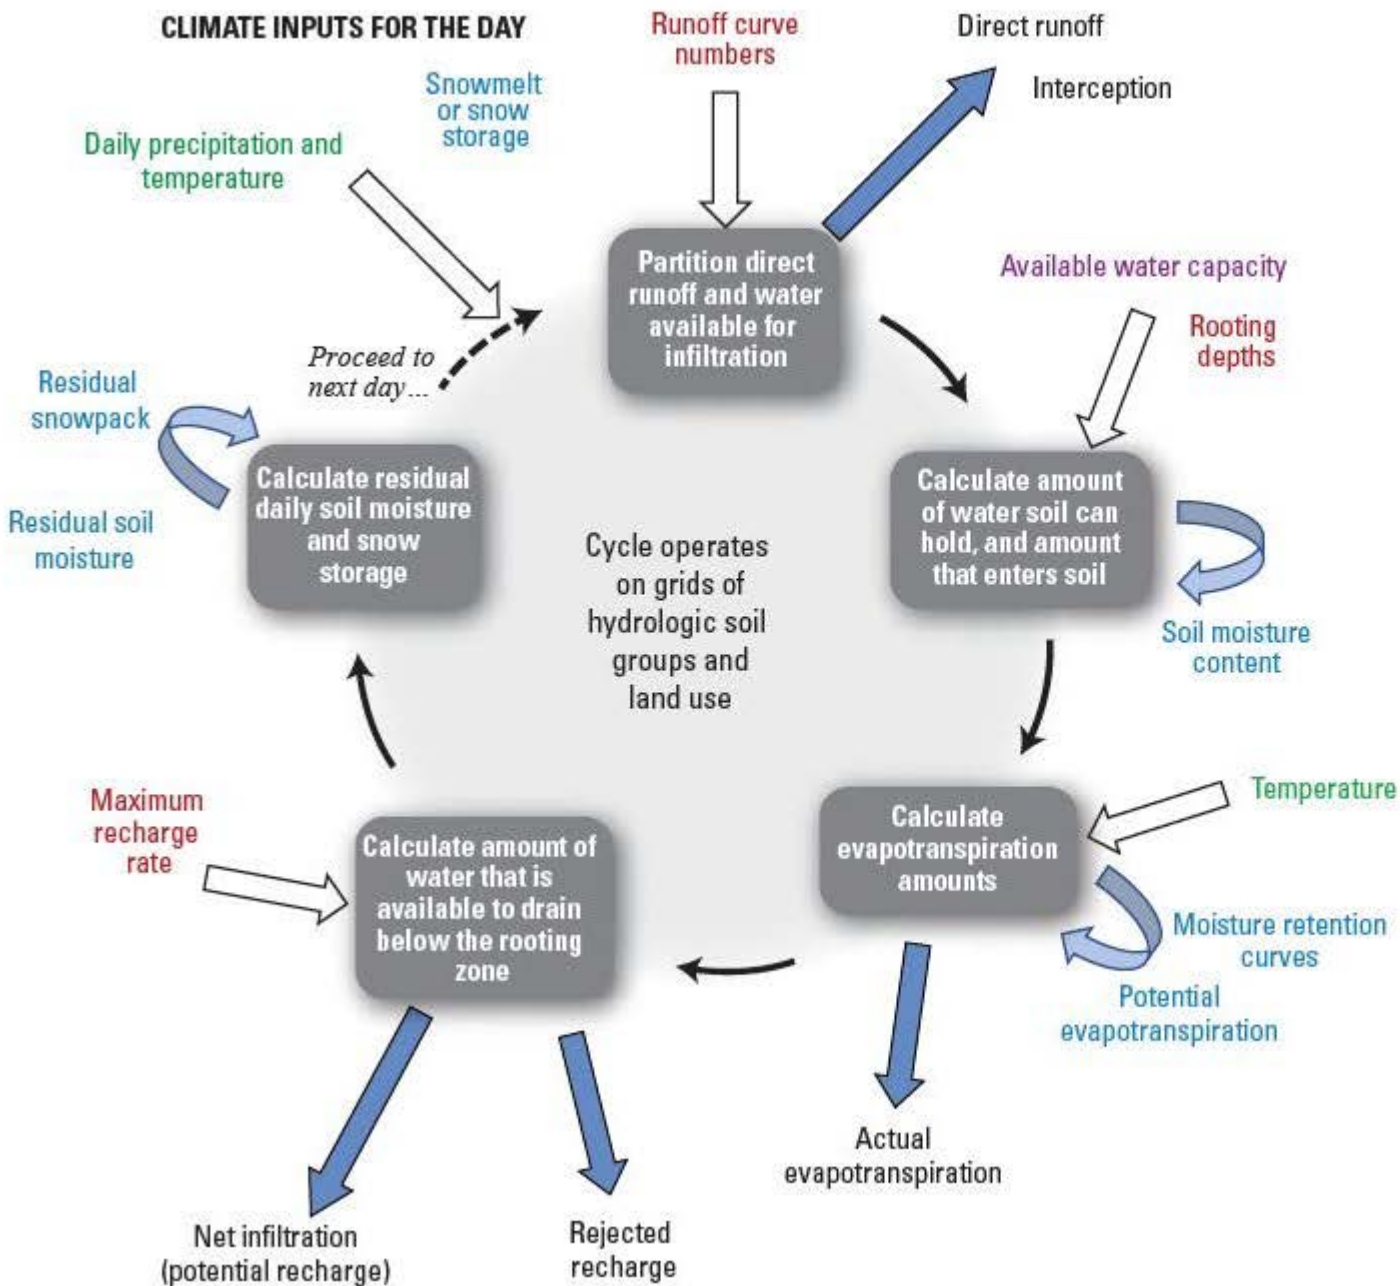 CLIMATE INPUTS FOR THE DAY
Snowmelt
or snow
storage
Daily precipitation and
temperature
Runoff curve
numbers
Direct runoff
Interception
Partition direct
runoff and water
available for
infiltration
Available water capacity
Rooting
depths
Proceed to
next day...
Residual
snowpack
Residual soil
moisture
Calculate residual
daily soil moisture
and snow
storage
Cycle operates
on grids of
hydrologic soil
groups and
land use
Calculate amount
of water soil can
hold, and amount
that enters soil
Soil moisture
content
Temperature
Calculate
evapotranspiration
amounts
Moisture retention
curves
Potential
evapotranspiration
Maximum
recharge
rate
Calculate amount of
water that is
available to drain
below the rooting
zone
Actual
evapotranspiration
Net infiltration
(potential recharge)
Rejected
recharge